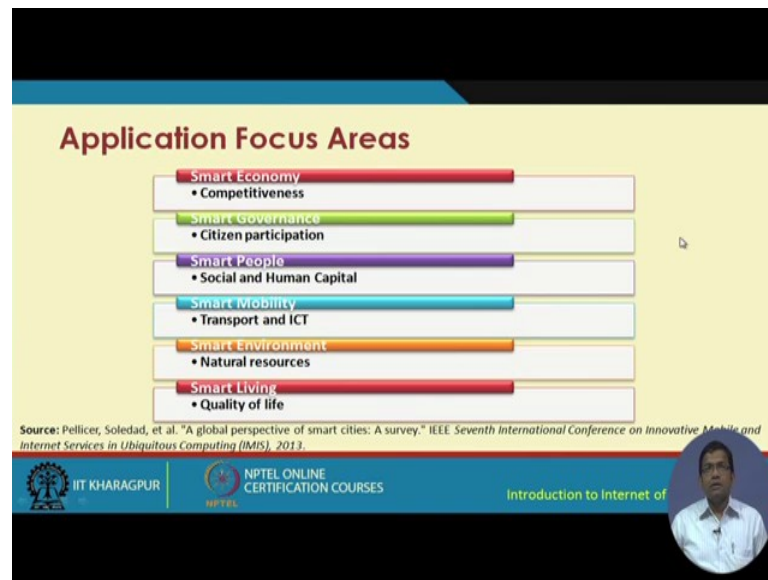 Application Focus Areas
Smart Economy
• Competitiveness
Smart Governance
• Citizen participation
Smart People
• Social and Human Capital
Smart Mobility
• Transport and ICT
Smart Environment
• Natural resources
Smart Living
• Quality of life
Source: Pellicer, Soledad, et al. "A global perspective of smart cities: A survey." IEEE Seventh International Conference on Innovative Mobile and
Internet Services in Ubiquitous Computing (IMIS), 2013.
IIT KHARAGPUR
NPTEL
NPTEL ONLINE
CERTIFICATION COURSES
Introduction to Internet of